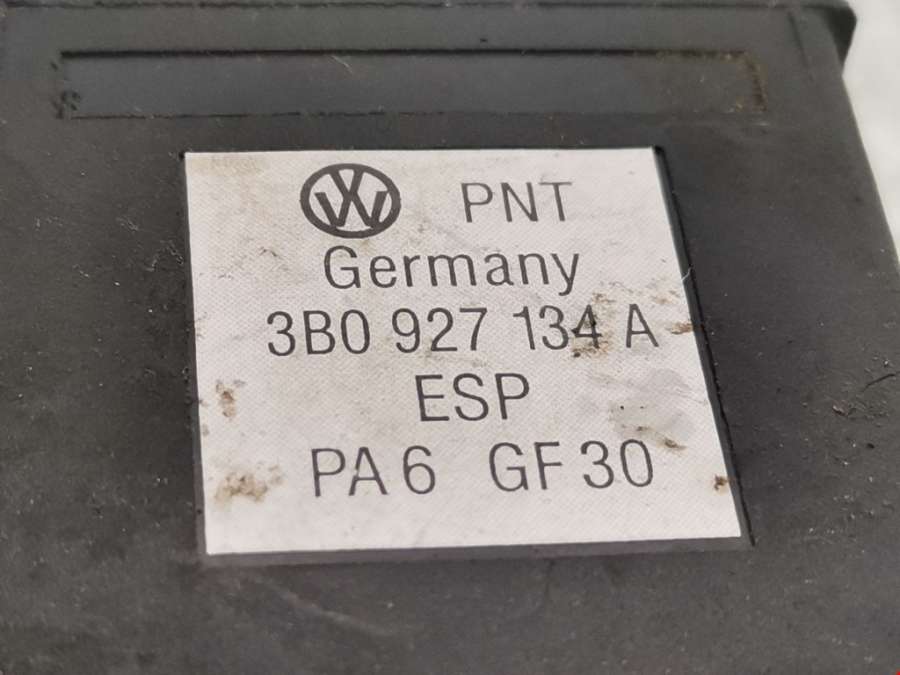 PNT
Germany
3B0 927 134 A
ESP
PA 6 GF 30